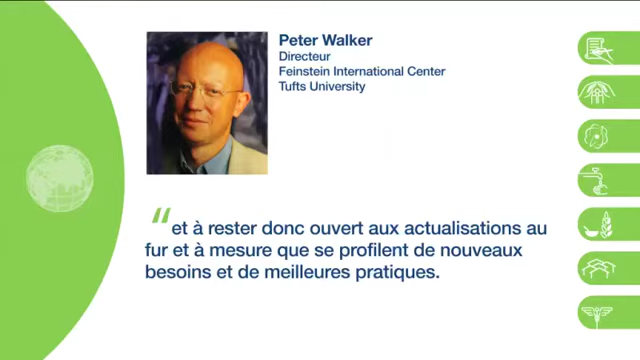 Peter Walker
Directeur
Feinstein International Center
Tufts University
“et à rester donc ouvert aux actualisations au
fur et à mesure que se profilent de nouveaux
besoins et de meilleures pratiques.